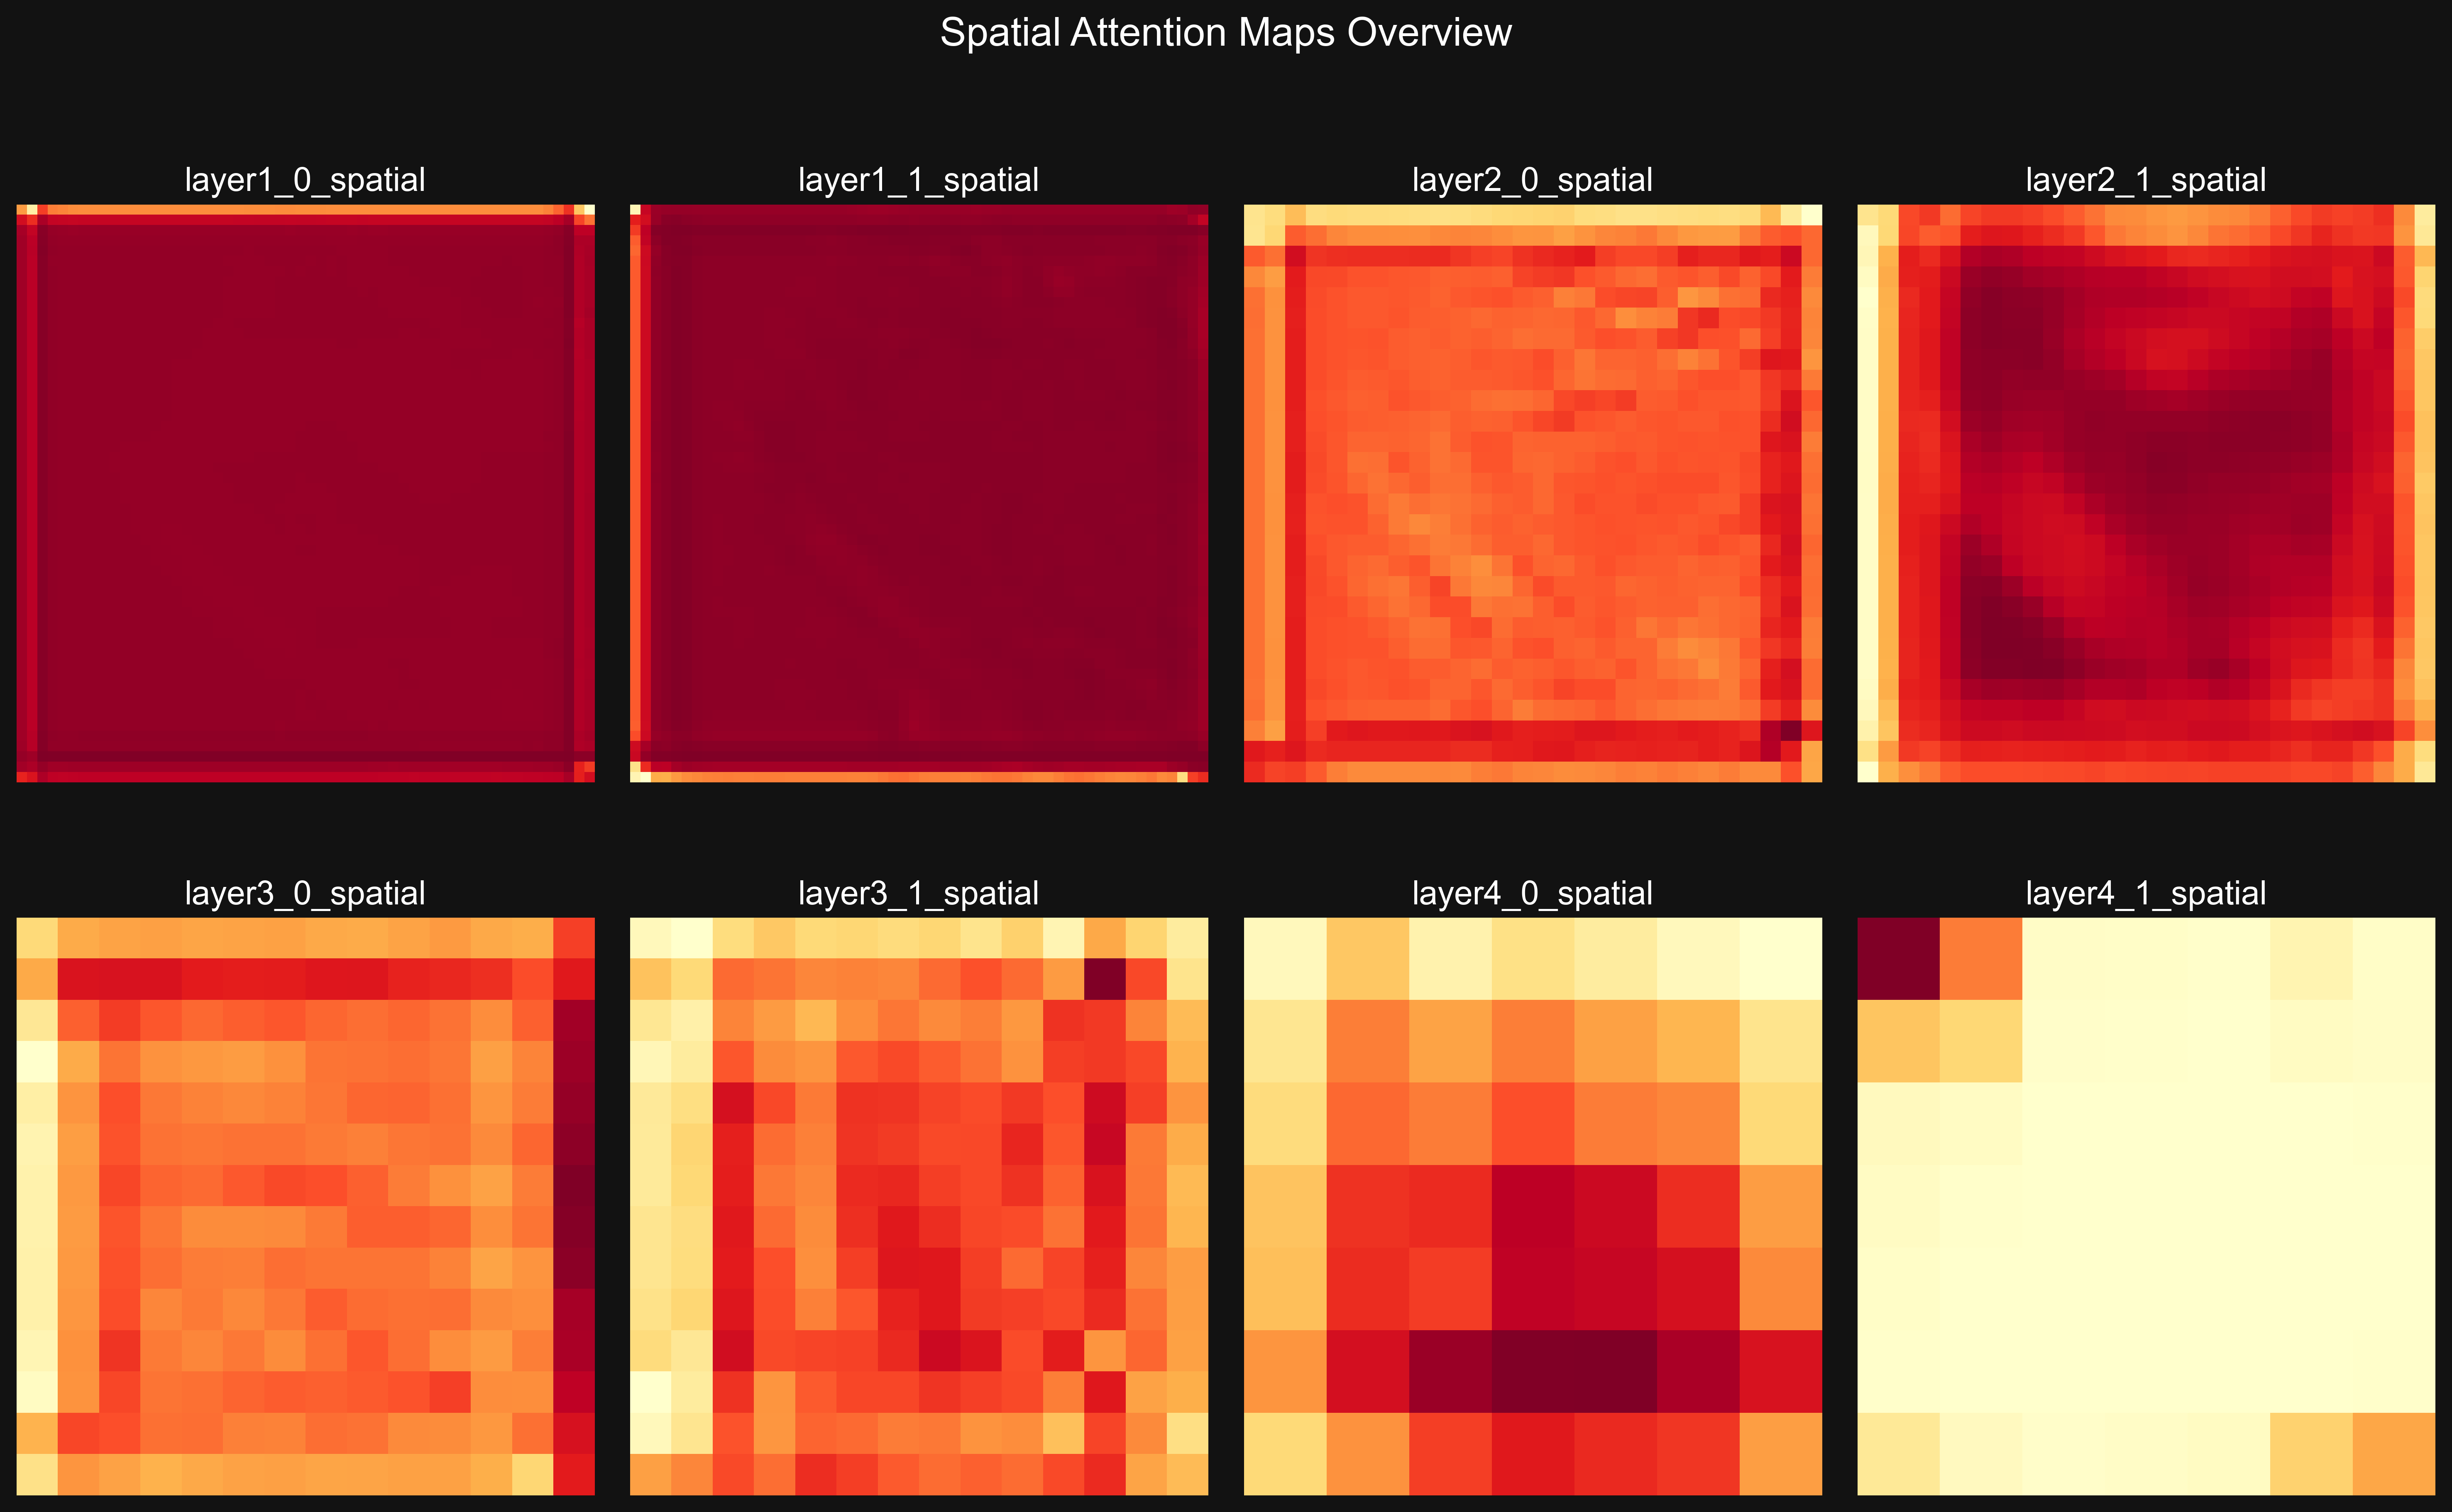 Spatial Attention Maps Overview
layer1_0_spatial
layer1_1_spatial
layer2_0_spatial
layer2_1_spatial
layer3_0_spatial
layer3_1_spatial
layer4_0_spatial
layer4_1_spatial